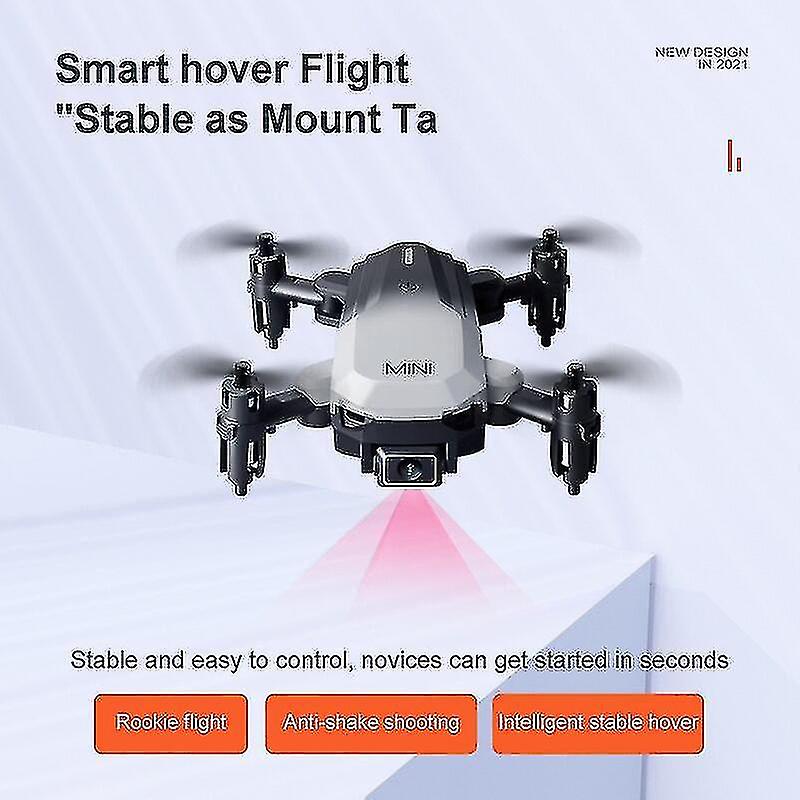 Smart hover Flight
"Stable as Mount Ta
NEW DESIGN
IN 2021
MINI
Stable and easy to control, novices can get started in seconds
Rookie flight
Anti-shake shooting
Intelligent stable hover